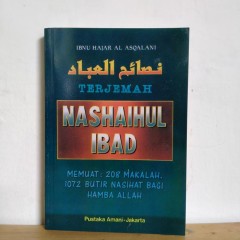 IBNU HAJAR AL ASQALANI
نصائح العباد
TERJEMAH
NASHAIHUL
IBAD
MEMUAT: 208 MAKALAH,
1072 BUTIR NASIHAT BAGI
HAMBA ALLAH
Pustaka Amani-Jakarta